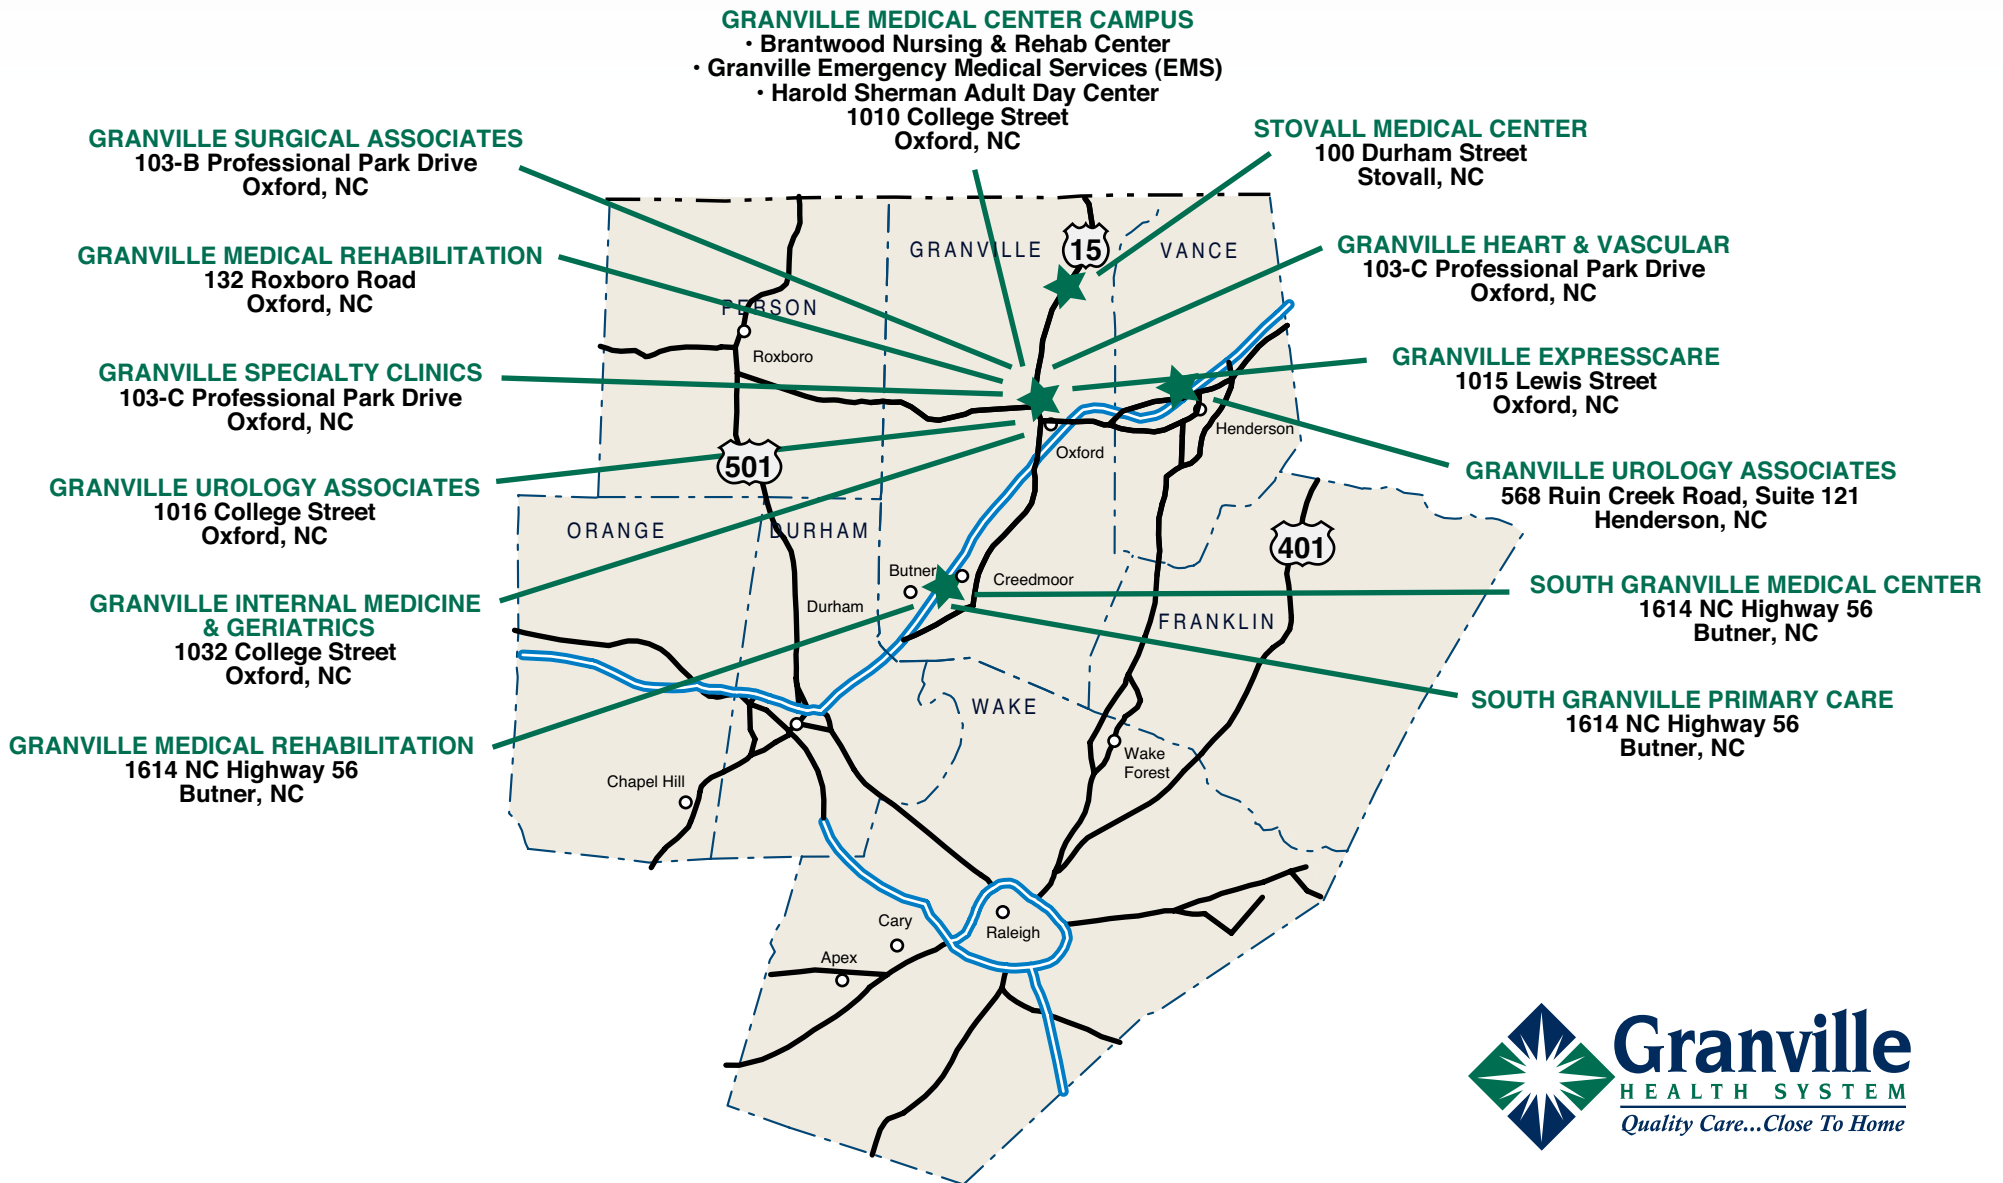 GRANVILLE MEDICAL CENTER CAMPUS
· Brantwood Nursing & Rehab Center
· Granville Emergency Medical Services (EMS)
· Harold Sherman Adult Day Center
1010 College Street
Oxford, NC
GRANVILLE SURGICAL ASSOCIATES
103-B Professional Park Drive
Oxford, NC
GRANVILLE MEDICAL REHABILITATION
132 Roxboro Road
Oxford, NC
GRANVILLE SPECIALTY CLINICS
103-C Professional Park Drive
Oxford, NC
GRANVILLE UROLOGY ASSOCIATES
1016 College Street
Oxford, NC
GRANVILLE INTERNAL MEDICINE
& GERIATRICS
1032 College Street
Oxford, NC
GRANVILLE MEDICAL REHABILITATION
1614 NC Highway 56
Butner, NC
STOVALL MEDICAL CENTER
100 Durham Street
Stovall, NC
GRANVILLE HEART & VASCULAR
103-C Professional Park Drive
Oxford, NC
GRANVILLE EXPRESSCARE
1015 Lewis Street
Oxford, NC
GRANVILLE UROLOGY ASSOCIATES
568 Ruin Creek Road, Suite 121
Henderson, NC
SOUTH GRANVILLE MEDICAL CENTER
1614 NC Highway 56
Butner, NC
SOUTH GRANVILLE PRIMARY CARE
1614 NC Highway 56
Butner, NC
GRANVILLE
15
VANCE
PERSON
Roxboro
Henderson
Oxford
501
ORANGE
DURHAM
401
Butner
Creedmoor
Durham
FRANKLIN
WAKE
Wake
Forest
Chapel Hill
Cary
Raleigh
Apex
Granville
HEALTH SYSTEM
Quality Care...Close To Home